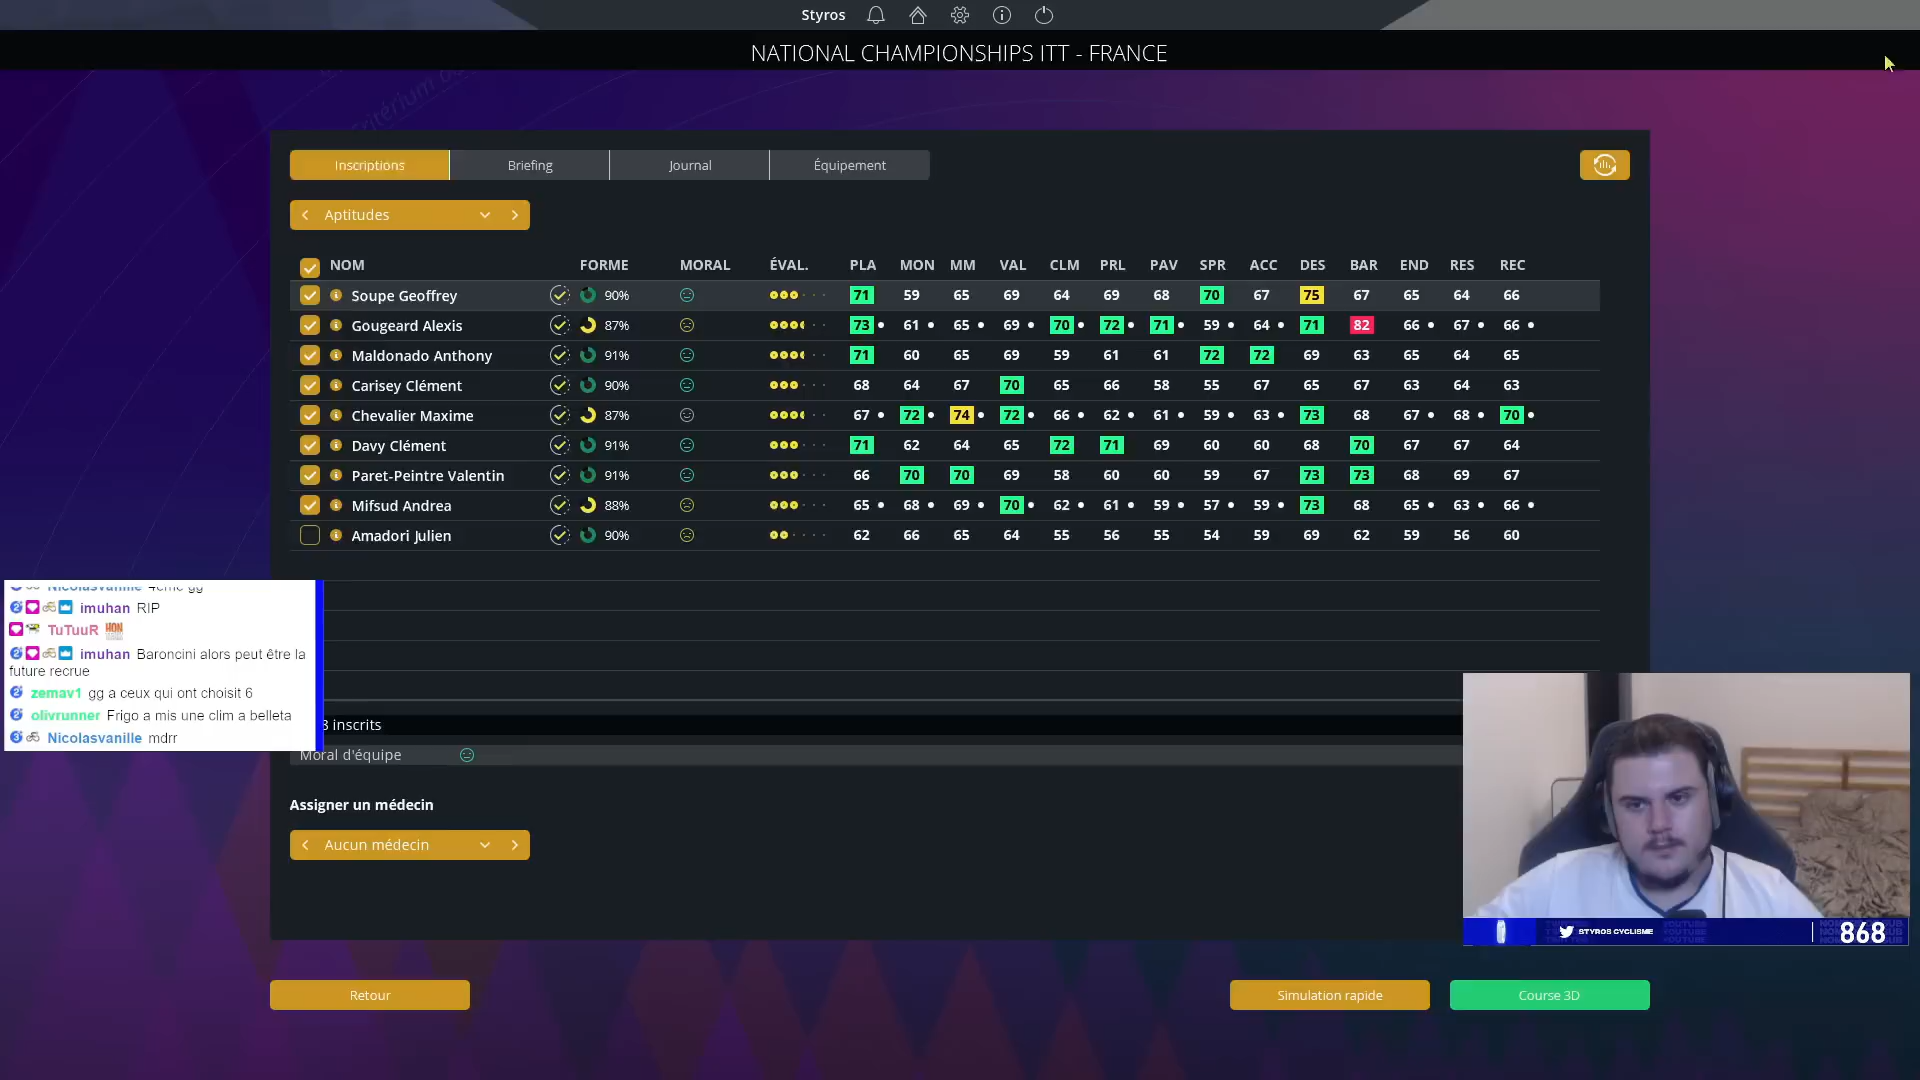 Styros
NATIONAL CHAMPIONSHIPS ITT - FRANCE
Inscriptions Briefing Journal Équipement
Aptitudes
NOM FORME MORAL ÉVAL. PLA MON MM VAL CLM PRL PAV SPR ACC DES BAR END RES REC
Soupe Geoffrey 90% 71 59 65 69 64 69 68 70 67 75 67 65 64 66
Gougeard Alexis 87% 73 61 65 69 70 72 71 59 64 71 82 66 67 66
Maldonado Anthony 91% 71 60 65 69 59 61 61 72 72 69 63 65 64 65
Carisey Clément 90% 68 64 67 70 65 66 58 55 67 65 67 63 64 63
Chevalier Maxime 87% 67 72 74 72 66 62 61 59 63 73 68 67 68 70
Davy Clément 91% 71 62 64 65 72 71 69 60 60 68 70 67 67 64
Paret-Peintre Valentin 91% 66 70 70 69 58 60 60 59 67 73 73 68 69 67
Mifsud Andrea 88% 65 68 69 70 62 61 59 57 59 73 68 65 63 66
Amadori Julien 90% 62 66 65 64 55 56 55 54 59 69 62 59 56 60
Nicolasvanille 4ème gg
imuhan RIP
TuTuuR HON
imuhan Baroncini alors peut être la
future recrue
zemav1 gg a ceux qui ont choisit 6
olivrunner Frigo a mis une clim a belleta
Nicolasvanille mdrr
inscrits
Moral d'équipe
Assigner un médecin
Aucun médecin
STYROS CYCLISME
868
Retour Simulation rapide Course 3D